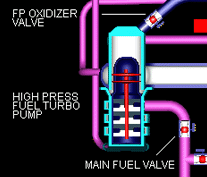 FP OXIDIZER
VALVE
HIGH PRESS
FUEL TURBO
PUMP
MAIN FUEL VALVE